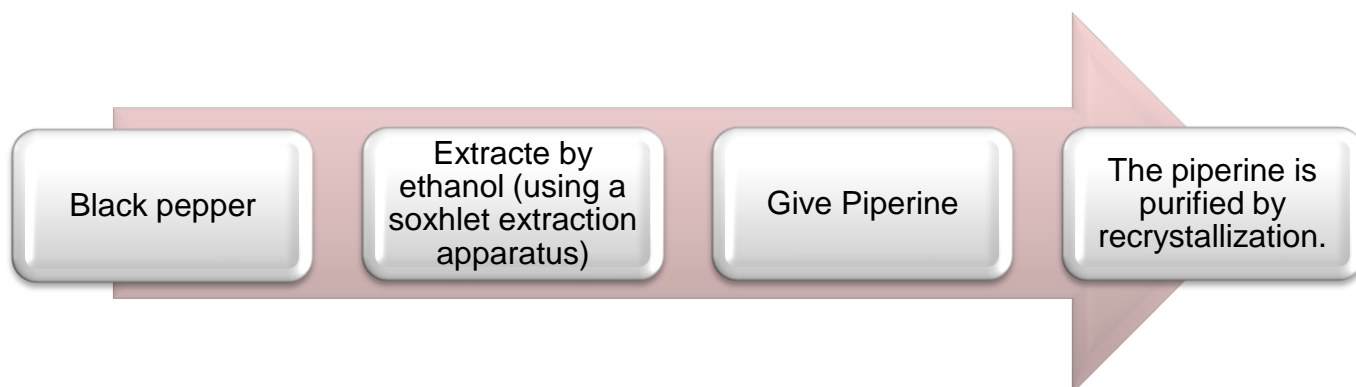 Black pepper
Extracte by
ethanol (using a
soxhlet extraction
apparatus)
Give Piperine
The piperine is
purified by
recrystallization.